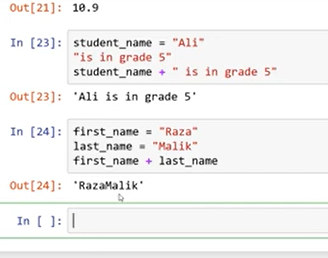 Out[21]: 10.9
In [23]: student_name = "Ali"
"is in grade 5"
student_name + " is in grade 5"
Out[23]: 'Ali is in grade 5'
In [24]: first_name = "Raza"
last_name = "Malik"
first_name + last_name
Out[24]: 'RazaMalik'
In [ ]: